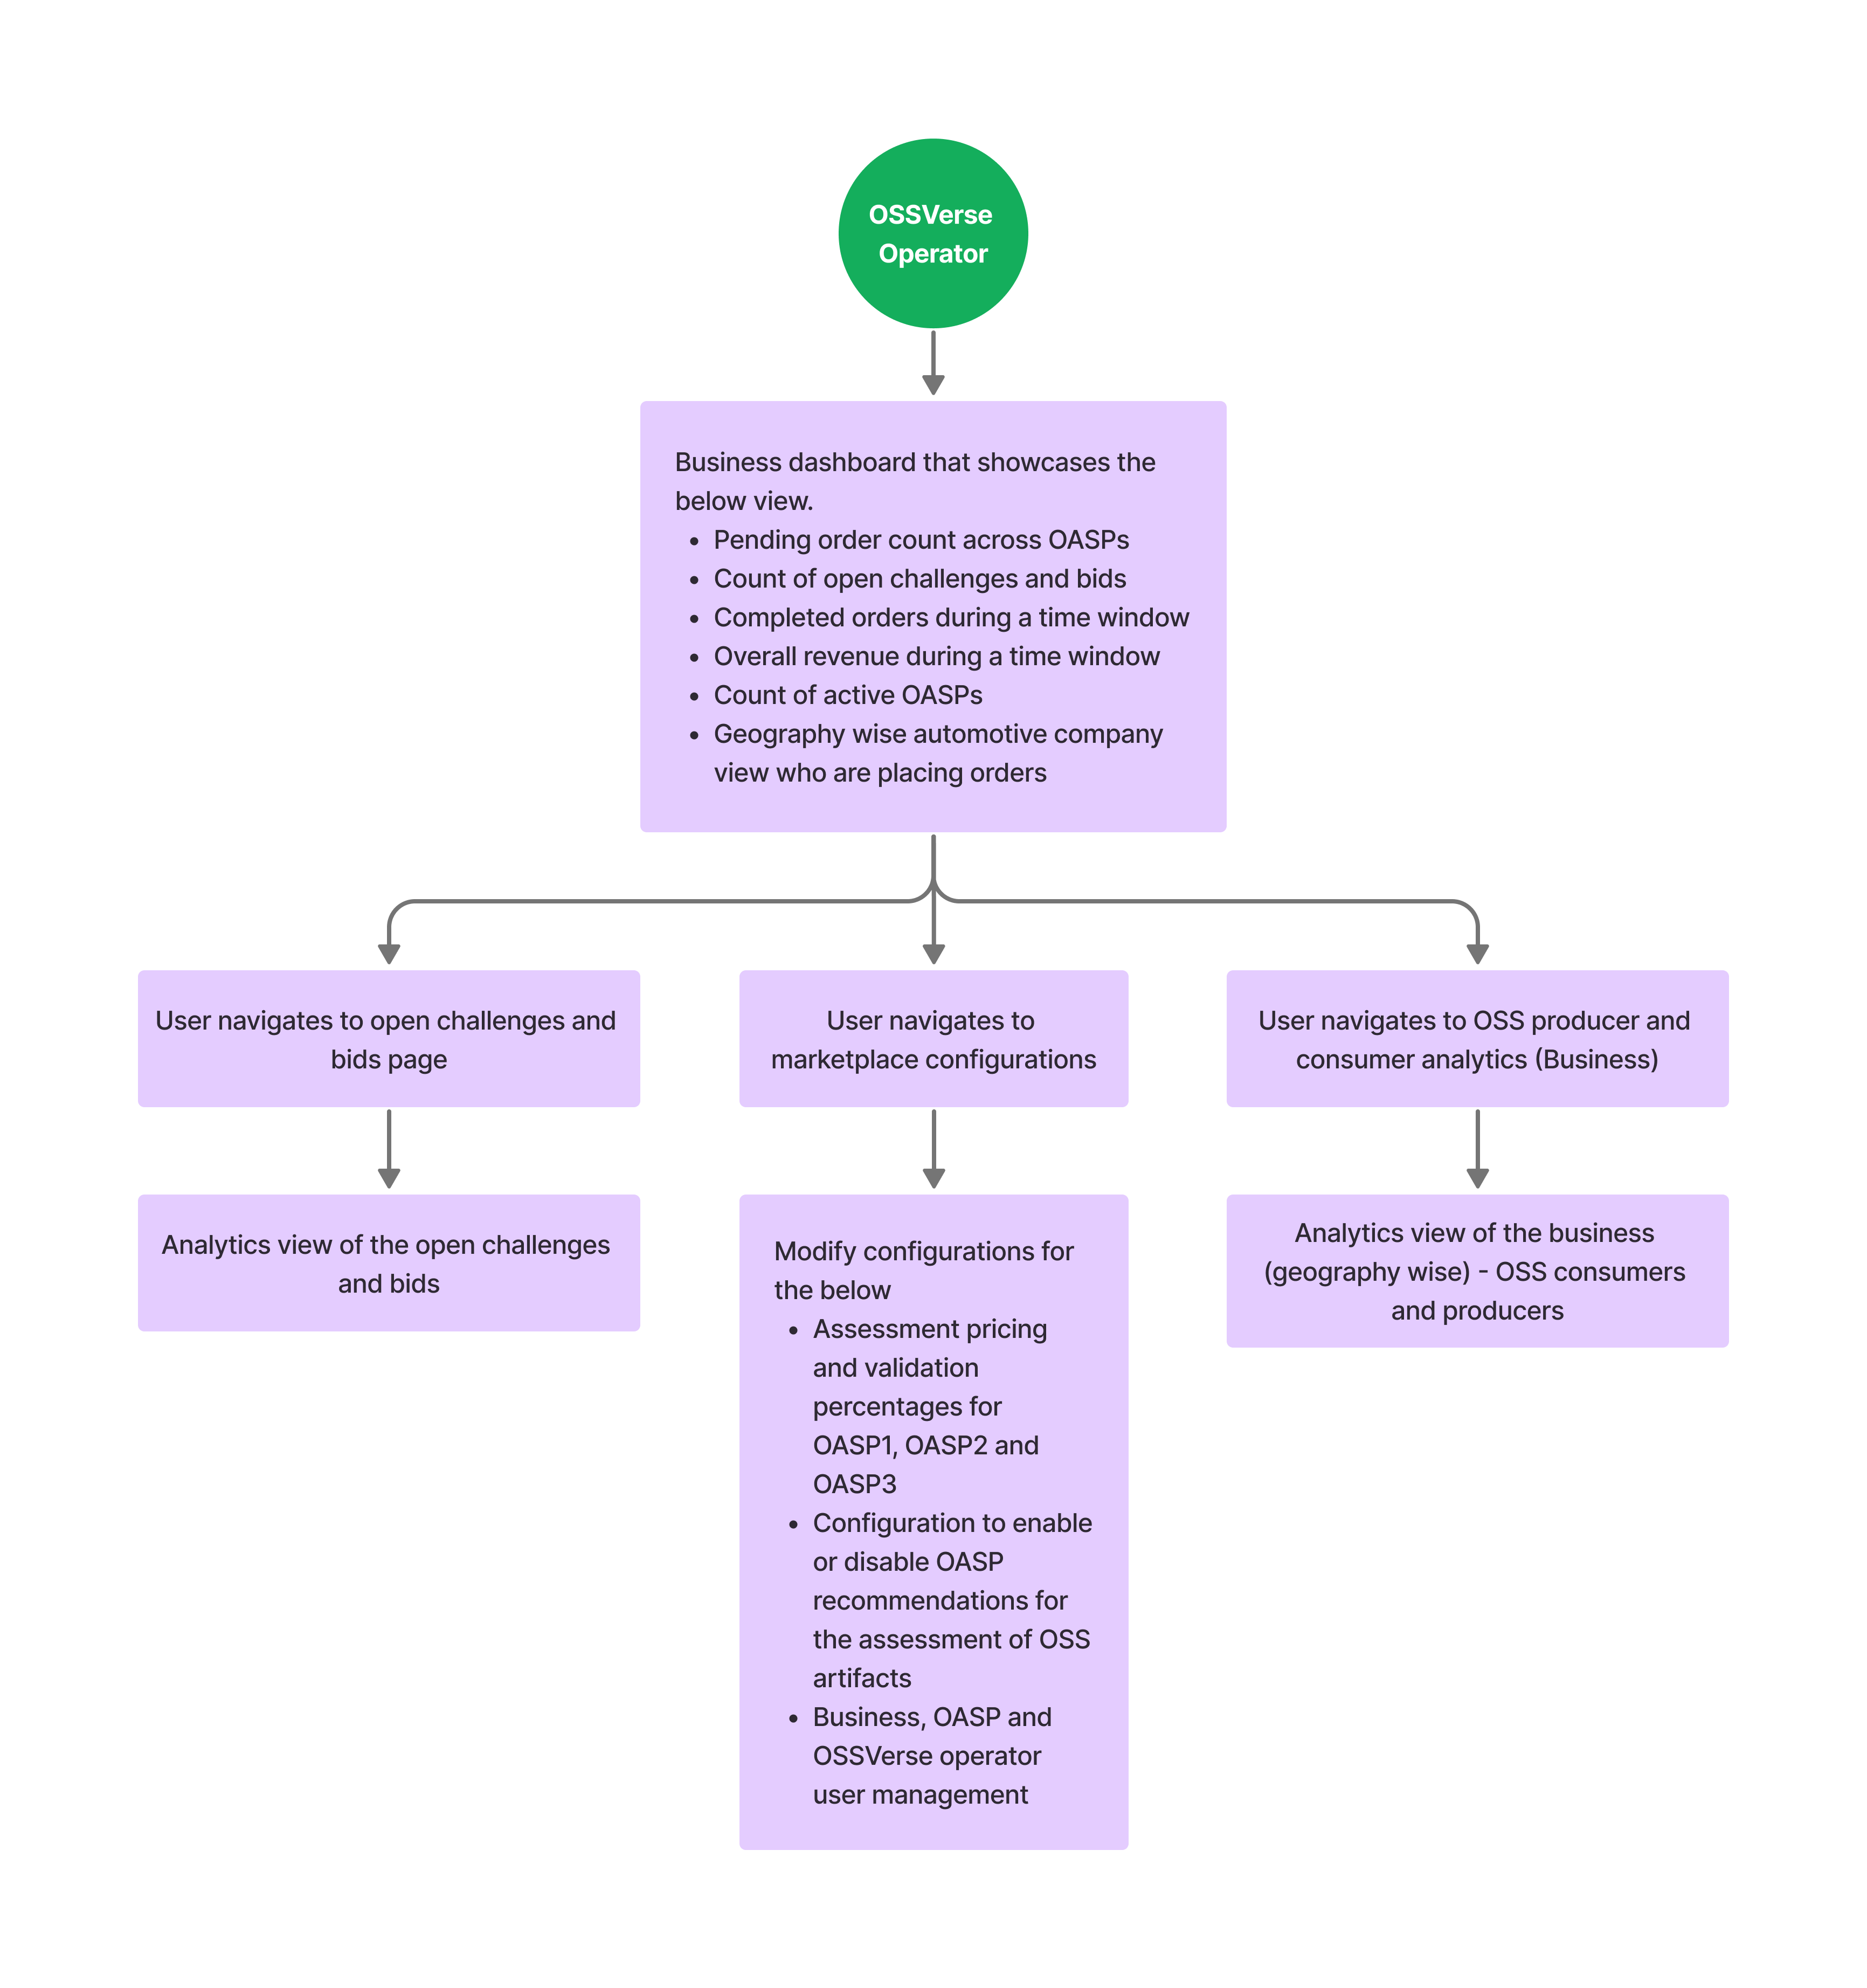 OSSVerse
Operator
Business dashboard that showcases the
below view.
• Pending order count across OASPs
• Count of open challenges and bids
• Completed orders during a time window
• Overall revenue during a time window
• Count of active OASPs
• Geography wise automotive company
view who are placing orders
User navigates to open challenges and
bids page
User navigates to
marketplace configurations
User navigates to OSS producer and
consumer analytics (Business)
Analytics view of the open challenges
and bids
Modify configurations for
the below
• Assessment pricing
and validation
percentages for
OASP1, OASP2 and
OASP3
• Configuration to enable
or disable OASP
recommendations for
the assessment of OSS
artifacts
• Business, OASP and
OSSVerse operator
user management
Analytics view of the business
(geography wise) - OSS consumers
and producers